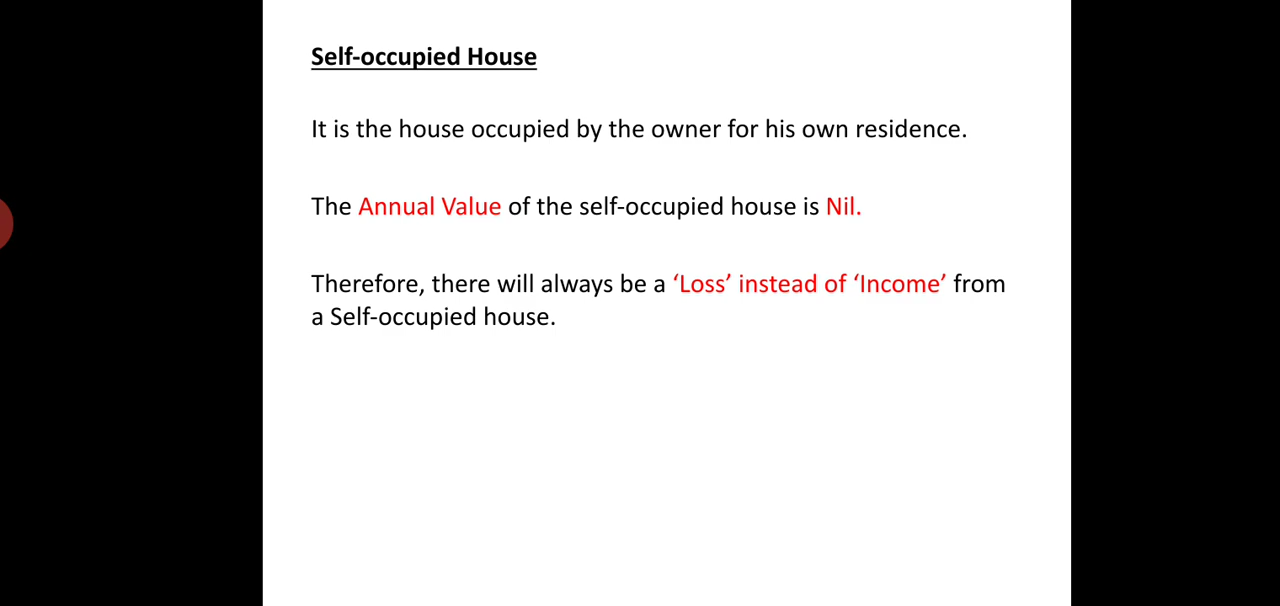 Self-occupied House
It is the house occupied by the owner for his own residence.
The Annual Value of the self-occupied house is Nil.
Therefore, there will always be a ‘Loss’ instead of ‘Income’ from
a Self-occupied house.